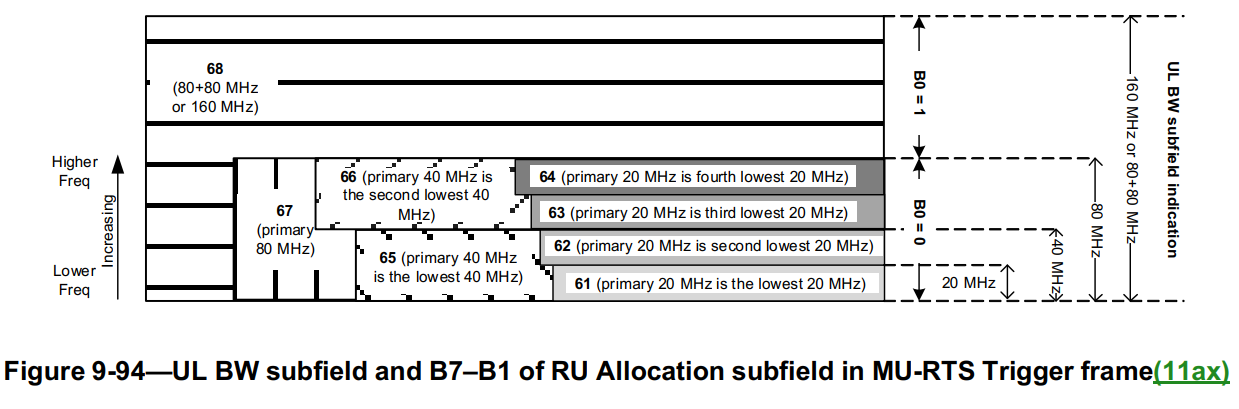 68
(80+80 MHz
or 160 MHz)
Higher
Freq
Increasing
Lower
Freq
67
(primary
80 MHz)
66 (primary 40 MHz is
the second lowest 40
MHz)
65 (primary 40 MHz
is the lowest 40 MHz)
64 (primary 20 MHz is fourth lowest 20 MHz)
63 (primary 20 MHz is third lowest 20 MHz)
62 (primary 20 MHz is second lowest 20 MHz)
61 (primary 20 MHz is the lowest 20 MHz)
B0 = 1
B0 = 0
20 MHz
40 MHz
80 MHz
160 MHz or 80+80 MHz
UL BW subfield indication
Figure 9-94—UL BW subfield and B7–B1 of RU Allocation subfield in MU-RTS Trigger frame(11ax)